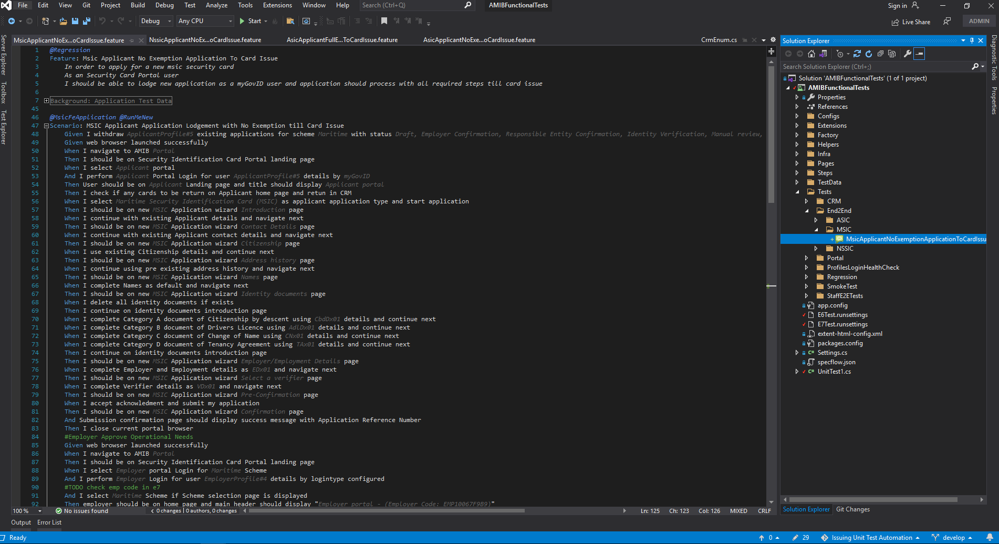 File Edit View Git Project Build Debug Test Analyze Tools Extensions Window Help Search (Ctrl+Q) AMIBFunctionalTests Sign in
Debug Any CPU Start Live Share ADMIN
MsicApplicantNoEx...oCardIssue.feature NssicApplicantNoEx...oCardIssue.feature AsicApplicantFullE...ToCardIssue.feature AsicApplicantNoExe...oCardIssue.feature CrmEnum.cs
Server Explorer
Toolbox
Test Explorer
1 @Regression
2 Feature: Msic Applicant No Exemption Application To Card Issue
3 In order to apply for a new msic security card
4 As an Security Card Portal user
5 I should be able to lodge new application as a myGovID user and application should process with all required steps till card issue
6
7 Background: Application Test Data
45
46 @MsicFeApplication @RunMeNew
47 Scenario: MSIC Applicant Application Lodgement with No Exemption till Card Issue
48 Given I withdraw ApplicantProfile#5 existing applications for scheme Maritime with status Draft, Employer Confirmation, Responsible Entity Confirmation, Identity Verification, Manual review,
49 Given web browser launched successfully
50 When I navigate to AMIB Portal
51 Then I should be on Security Identification Card Portal landing page
52 When I select Applicant portal
53 And I perform Applicant Portal Login for user ApplicantProfile#5 details by myGovID
54 Then User should be on Applicant Landing page and title should display Applicant portal
55 Then I check if any cards to be return on Applicant home page and retun in CRM
56 When I select Maritime Security Identification Card (MSIC) as applicant application type and start application
57 Then I should be on new MSIC Application wizard Introduction page
58 When I continue with existing Applicant details and navigate next
59 Then I should be on new MSIC Application wizard Contact Details page
60 When I continue with existing Applicant contact details and navigate next
61 Then I should be on new MSIC Application wizard Citizenship page
62 When I use existing Citizenship details and continue next
63 Then I should be on new MSIC Application wizard Address history page
64 When I continue using pre existing address history and navigate next
65 Then I should be on new MSIC Application wizard Names page
66 When I complete Names as default and navigate next
67 Then I should be on new MSIC Application wizard Identity documents page
68 When I delete all identity documents if exists
69 Then I continue on identity documents introduction page
70 When I complete Category A document of Citizenship by descent using CbdDx01 details and continue next
71 When I complete Category B document of Drivers Licence using AdlDx01 details and continue next
72 When I complete Category C document of Change of Name using CNx01 details and continue next
73 When I complete Category D document of Tenancy Agreement using TAx01 details and continue next
74 Then I continue on identity documents introduction page
75 Then I should be on new MSIC Application wizard Employer/Employment Details page
76 When I complete Employer and Employment details as EDx01 and navigate next
77 Then I should be on new MSIC Application wizard Select a verifier page
78 When I complete Verifier details as VDx01 and navigate next
79 Then I should be on new MSIC Application wizard Pre-Confirmation page
80 When I accept acknowledment and submit my application
81 Then I should be on new MSIC Application wizard Confirmation page
82 And Submission confirmation page should display success message with Application Reference Number
83 Then I close current portal browser
84 #Employer Approve Operational Needs
85 Given web browser launched successfully
86 When I navigate to AMIB Portal
87 Then I should be on Security Identification Card Portal landing page
88 When I select Employer portal Login for Maritime Scheme
89 And I perform Employer Login for user EmployerProfile#4 details by logintype configured
90 #TODO check emp code in e7
91 And I select Maritime Scheme if Scheme selection page is displayed
92 Then employer should be on home page and main header should display "Employer portal - (Employer Code: EMP10067F9B9)"
100 % No issues found 0 changes | 0 authors, 0 changes Ln: 125 Ch: 123 Col: 126 MIXED CRLF
Solution Explorer
Search Solution Explorer (Ctrl+;)
Solution 'AMIBFunctionalTests' (1 of 1 project)
AMIBFunctionalTests
Properties
References
Configs
Extensions
Factory
Helpers
Infra
Pages
Steps
TestData
Tests
CRM
End2End
ASIC
MSIC
MsicApplicantNoExemptionApplicationToCardIssu
NSSIC
Portal
ProfilesLoginHealthCheck
Regression
SmokeTest
StaffE2ETests
app.config
E6Test.runsettings
E7Test.runsettings
extent-html-config.xml
packages.config
Settings.cs
specflow.json
UnitTest1.cs
Solution Explorer Git Changes
Diagnostic Tools
Properties
Output Error List
Ready 0 29 Issuing Unit Test Automation develop